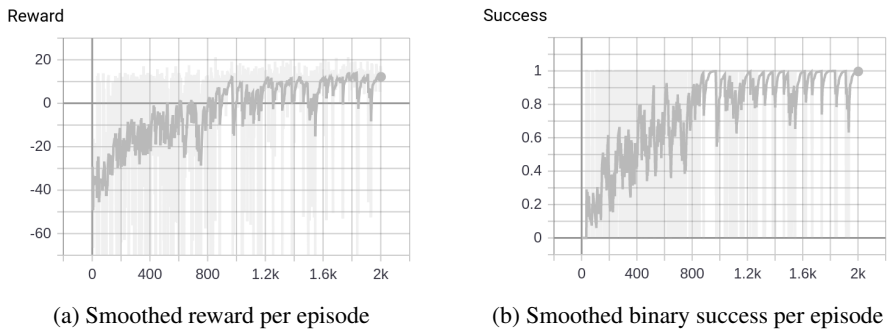 Reward
20
0
-20
-40
-60
0 400 800 1.2k 1.6k 2k
(a) Smoothed reward per episode
Success
1
0.8
0.6
0.4
0.2
0
0 400 800 1.2k 1.6k 2k
(b) Smoothed binary success per episode